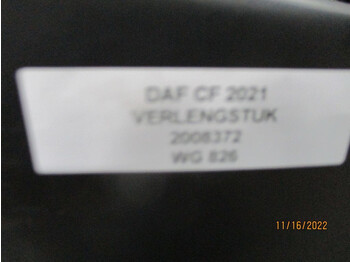 DAF CF 2021
VERLENGSTUK
2008372
WG 826
11/16/2022